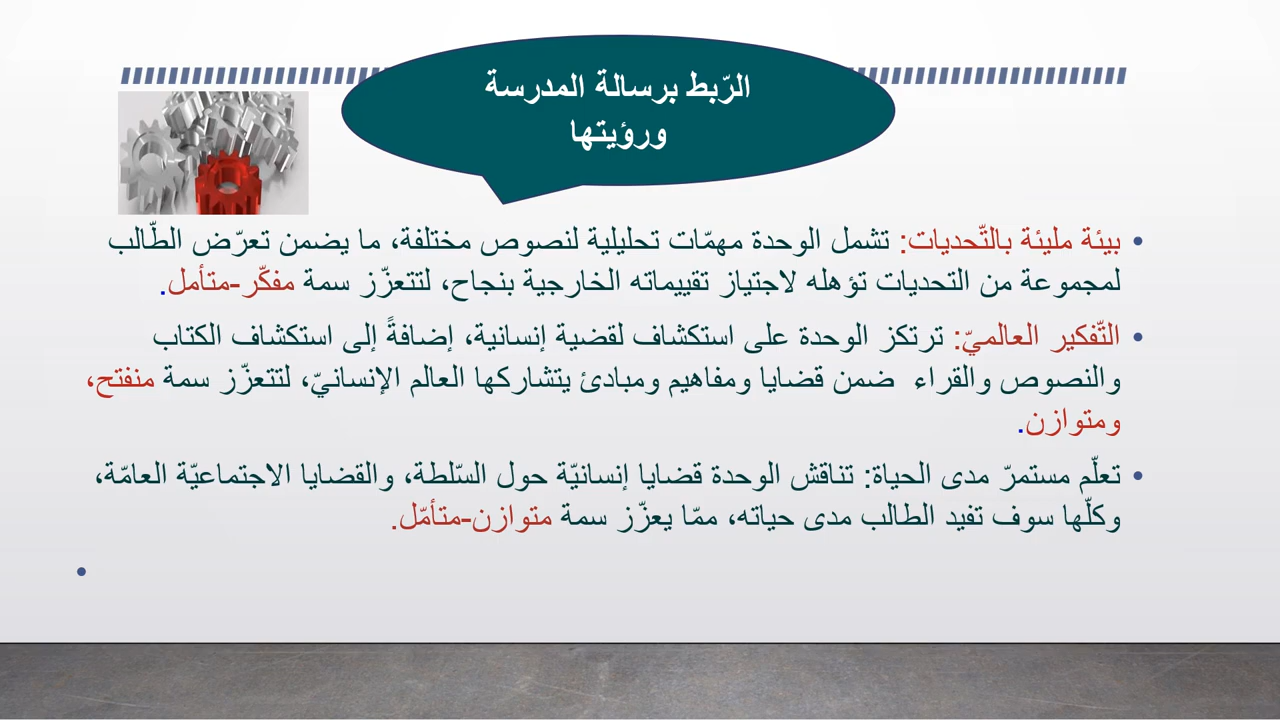 الرّبط برسالة المدرسة
ورؤيتها
• بيئة مليئة بالتّحديات: تشمل الوحدة مهمّات تحليلية لنصوص مختلفة، ما يضمن تعرّض الطّالب
لمجموعة من التحديات تؤهله لاجتياز تقييماته الخارجية بنجاح، لتتعزّز سمة مفكّر-متأمل.
• التّفكير العالميّ: ترتكز الوحدة على استكشاف لقضية إنسانية، إضافةً إلى استكشاف الكتاب
والنصوص والقراء ضمن قضايا ومفاهيم ومبادئ يتشاركها العالم الإنسانيّ، لتتعزّز سمة منفتح،
ومتوازن.
• تعلّم مستمرّ مدى الحياة: تناقش الوحدة قضايا إنسانيّة حول السّلطة، والقضايا الاجتماعيّة العامّة،
وكلّها سوف تفيد الطالب مدى حياته، ممّا يعزّز سمة متوازن-متأمّل.
•